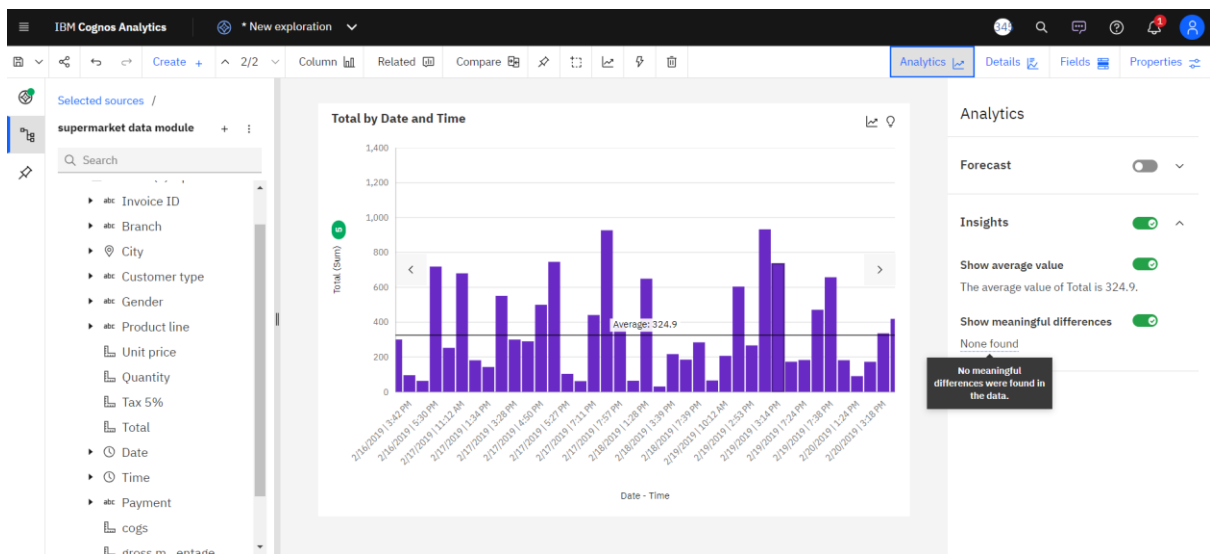 IBM Cognos Analytics
* New exploration
1
Create +
2/2
Column
Related
Compare
Analytics
Details
Fields
Properties
Selected sources /
supermarket data module
Search
abc Invoice ID
abc Branch
City
abc Customer type
abc Gender
abc Product line
Unit price
Quantity
Tax 5%
Total
Date
Time
abc Payment
cogs
gross m...entage
Total by Date and Time
1,400
1,200
1,000
800
600
400
200
0
Total (Sum)
Average: 324.9
2/16/2019 | 3:42 PM
2/16/2019 | 5:30 PM
2/17/2019 | 11:12 AM
2/17/2019 | 1:34 PM
2/17/2019 | 3:28 PM
2/17/2019 | 4:50 PM
2/17/2019 | 5:27 PM
2/17/2019 | 7:11 PM
2/17/2019 | 7:57 PM
2/18/2019 | 1:28 PM
2/18/2019 | 3:39 PM
2/18/2019 | 7:39 PM
2/19/2019 | 10:12 AM
2/19/2019 | 2:53 PM
2/19/2019 | 3:14 PM
2/19/2019 | 7:24 PM
2/19/2019 | 7:38 PM
2/20/2019 | 1:24 PM
2/20/2019 | 3:18 PM
Date - Time
Analytics
Forecast
Insights
Show average value
The average value of Total is 324.9.
Show meaningful differences
None found
No meaningful
differences were found in
the data.